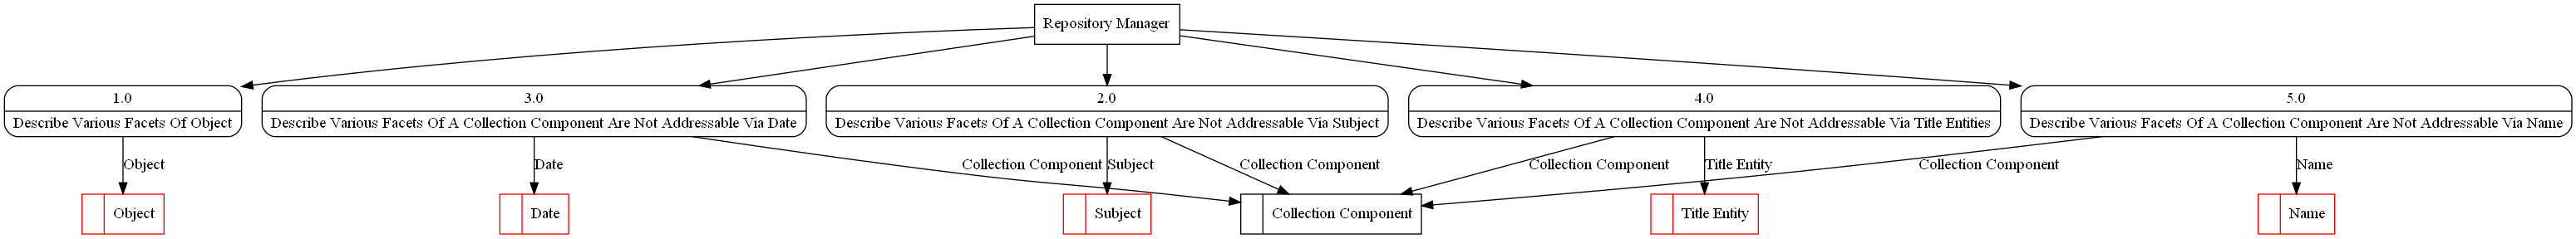 Repository Manager
1.0
Describe Various Facets Of Object
3.0
Describe Various Facets Of A Collection Component Are Not Addressable Via Date
2.0
Describe Various Facets Of A Collection Component Are Not Addressable Via Subject
4.0
Describe Various Facets Of A Collection Component Are Not Addressable Via Title Entities
5.0
Describe Various Facets Of A Collection Component Are Not Addressable Via Name
Object
Date
Collection Component
Subject
Collection Component
Collection Component
Title Entity
Collection Component
Name
Object
Date
Subject
Collection Component
Title Entity
Name